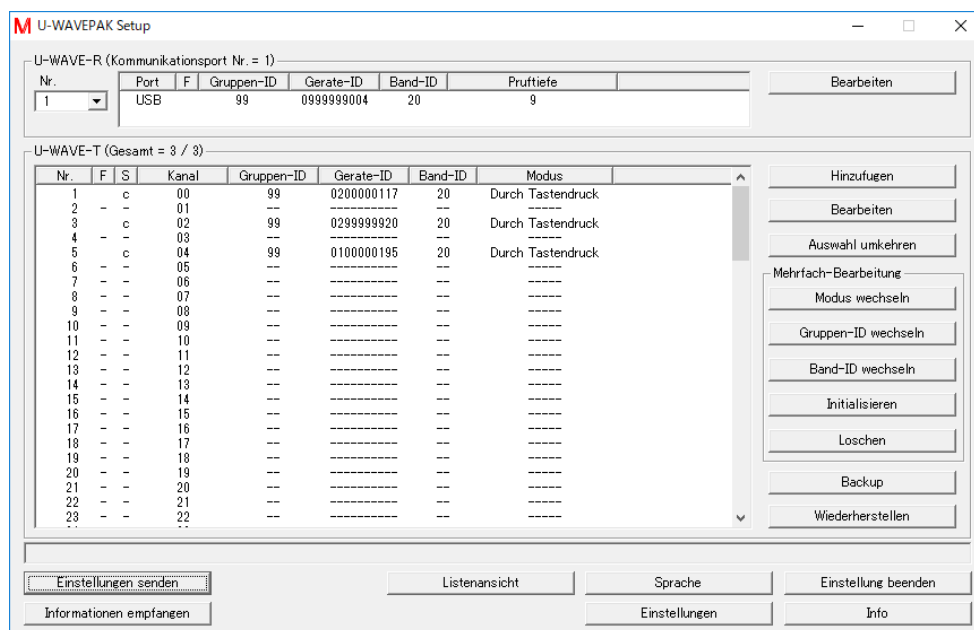 M U-WAVEPAK Setup
U-WAVE-R (Kommunikationsport Nr. = 1)
Nr. Port F Gruppen-ID Gerate-ID Band-ID Pruftiefe
1 USB 99 0999999004 20 9
Bearbeiten
U-WAVE-T (Gesamt = 3 / 3)
Nr. F S Kanal Gruppen-ID Gerate-ID Band-ID Modus
1 c 00 99 0200000117 20 Durch Tastendruck
2 - - 01 -- ---------- -- -----
3 c 02 99 0299999920 20 Durch Tastendruck
4 - - 03 -- ---------- -- -----
5 c 04 99 0100000195 20 Durch Tastendruck
6 - - 05 -- ---------- -- -----
7 - - 06 -- ---------- -- -----
8 - - 07 -- ---------- -- -----
9 - - 08 -- ---------- -- -----
10 - - 09 -- ---------- -- -----
11 - - 10 -- ---------- -- -----
12 - - 11 -- ---------- -- -----
13 - - 12 -- ---------- -- -----
14 - - 13 -- ---------- -- -----
15 - - 14 -- ---------- -- -----
16 - - 15 -- ---------- -- -----
17 - - 16 -- ---------- -- -----
18 - - 17 -- ---------- -- -----
19 - - 18 -- ---------- -- -----
20 - - 19 -- ---------- -- -----
21 - - 20 -- ---------- -- -----
22 - - 21 -- ---------- -- -----
23 - - 22 -- ---------- -- -----
Hinzufugen
Bearbeiten
Auswahl umkehren
Mehrfach-Bearbeitung
Modus wechseln
Gruppen-ID wechseln
Band-ID wechseln
Initialisieren
Loschen
Backup
Wiederherstellen
Einstellungen senden Listenansicht Sprache Einstellung beenden
Informationen empfangen Einstellungen Info